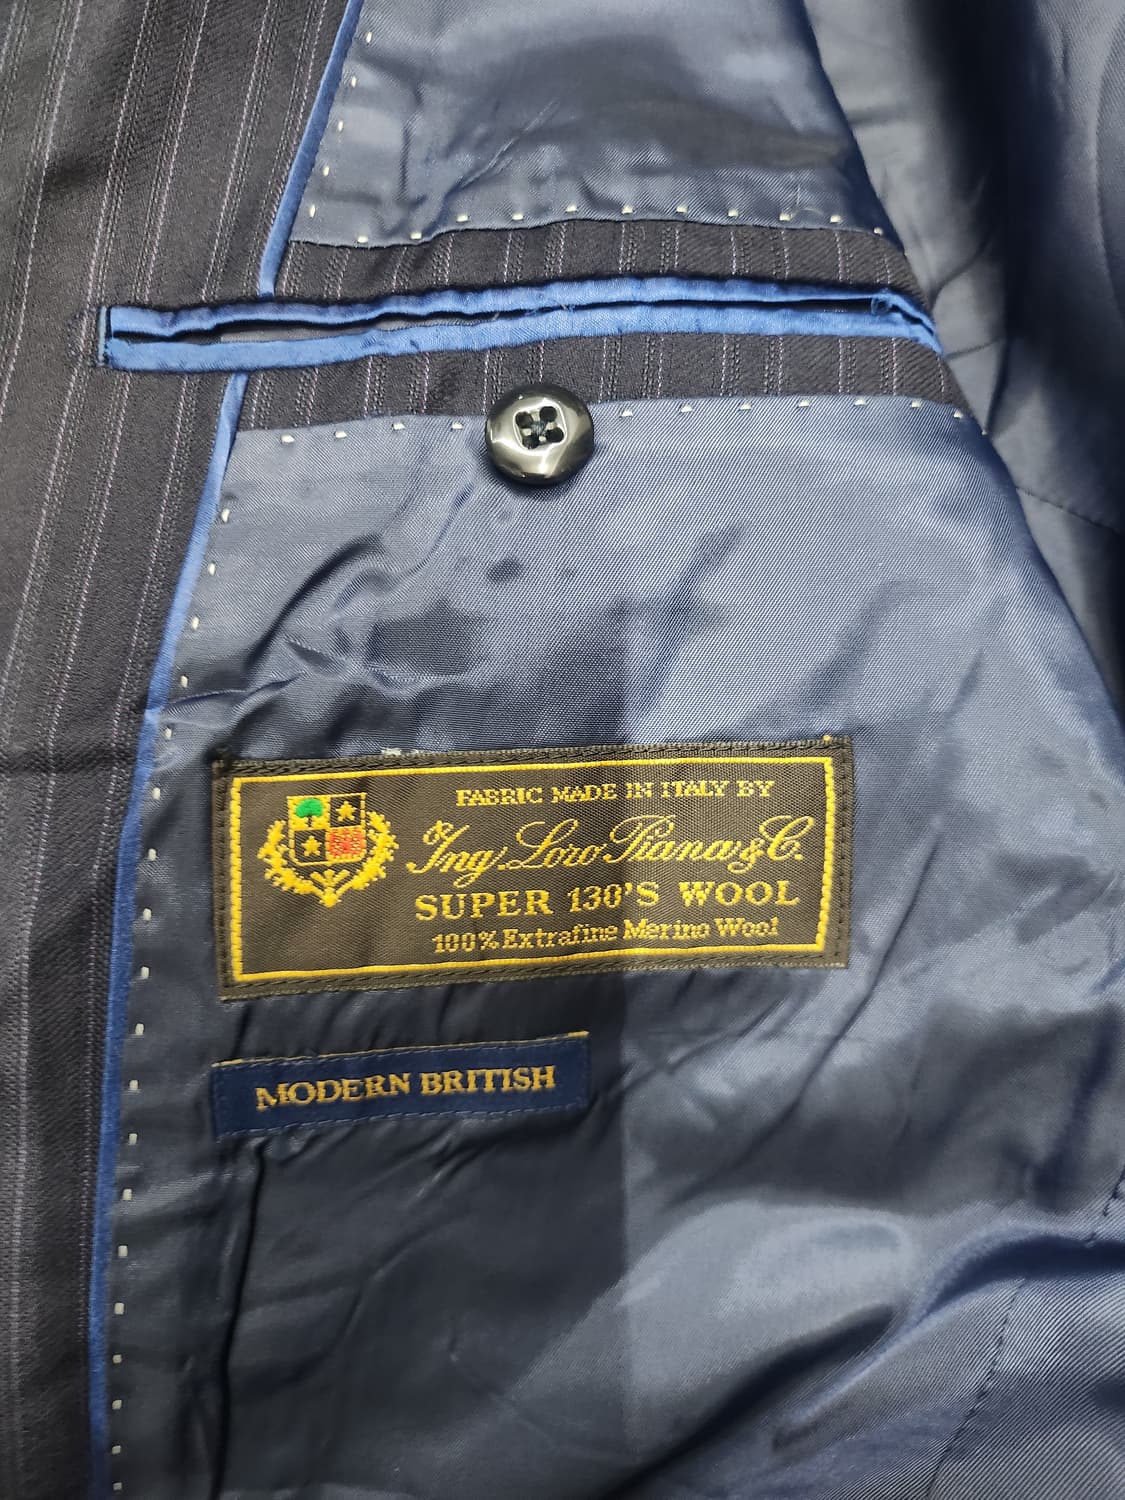 FABRIC MADE IN ITALY BY
Ing. Loro Piana & C.
SUPER 130'S WOOL
100% Extrafine Merino Wool
MODERN BRITISH